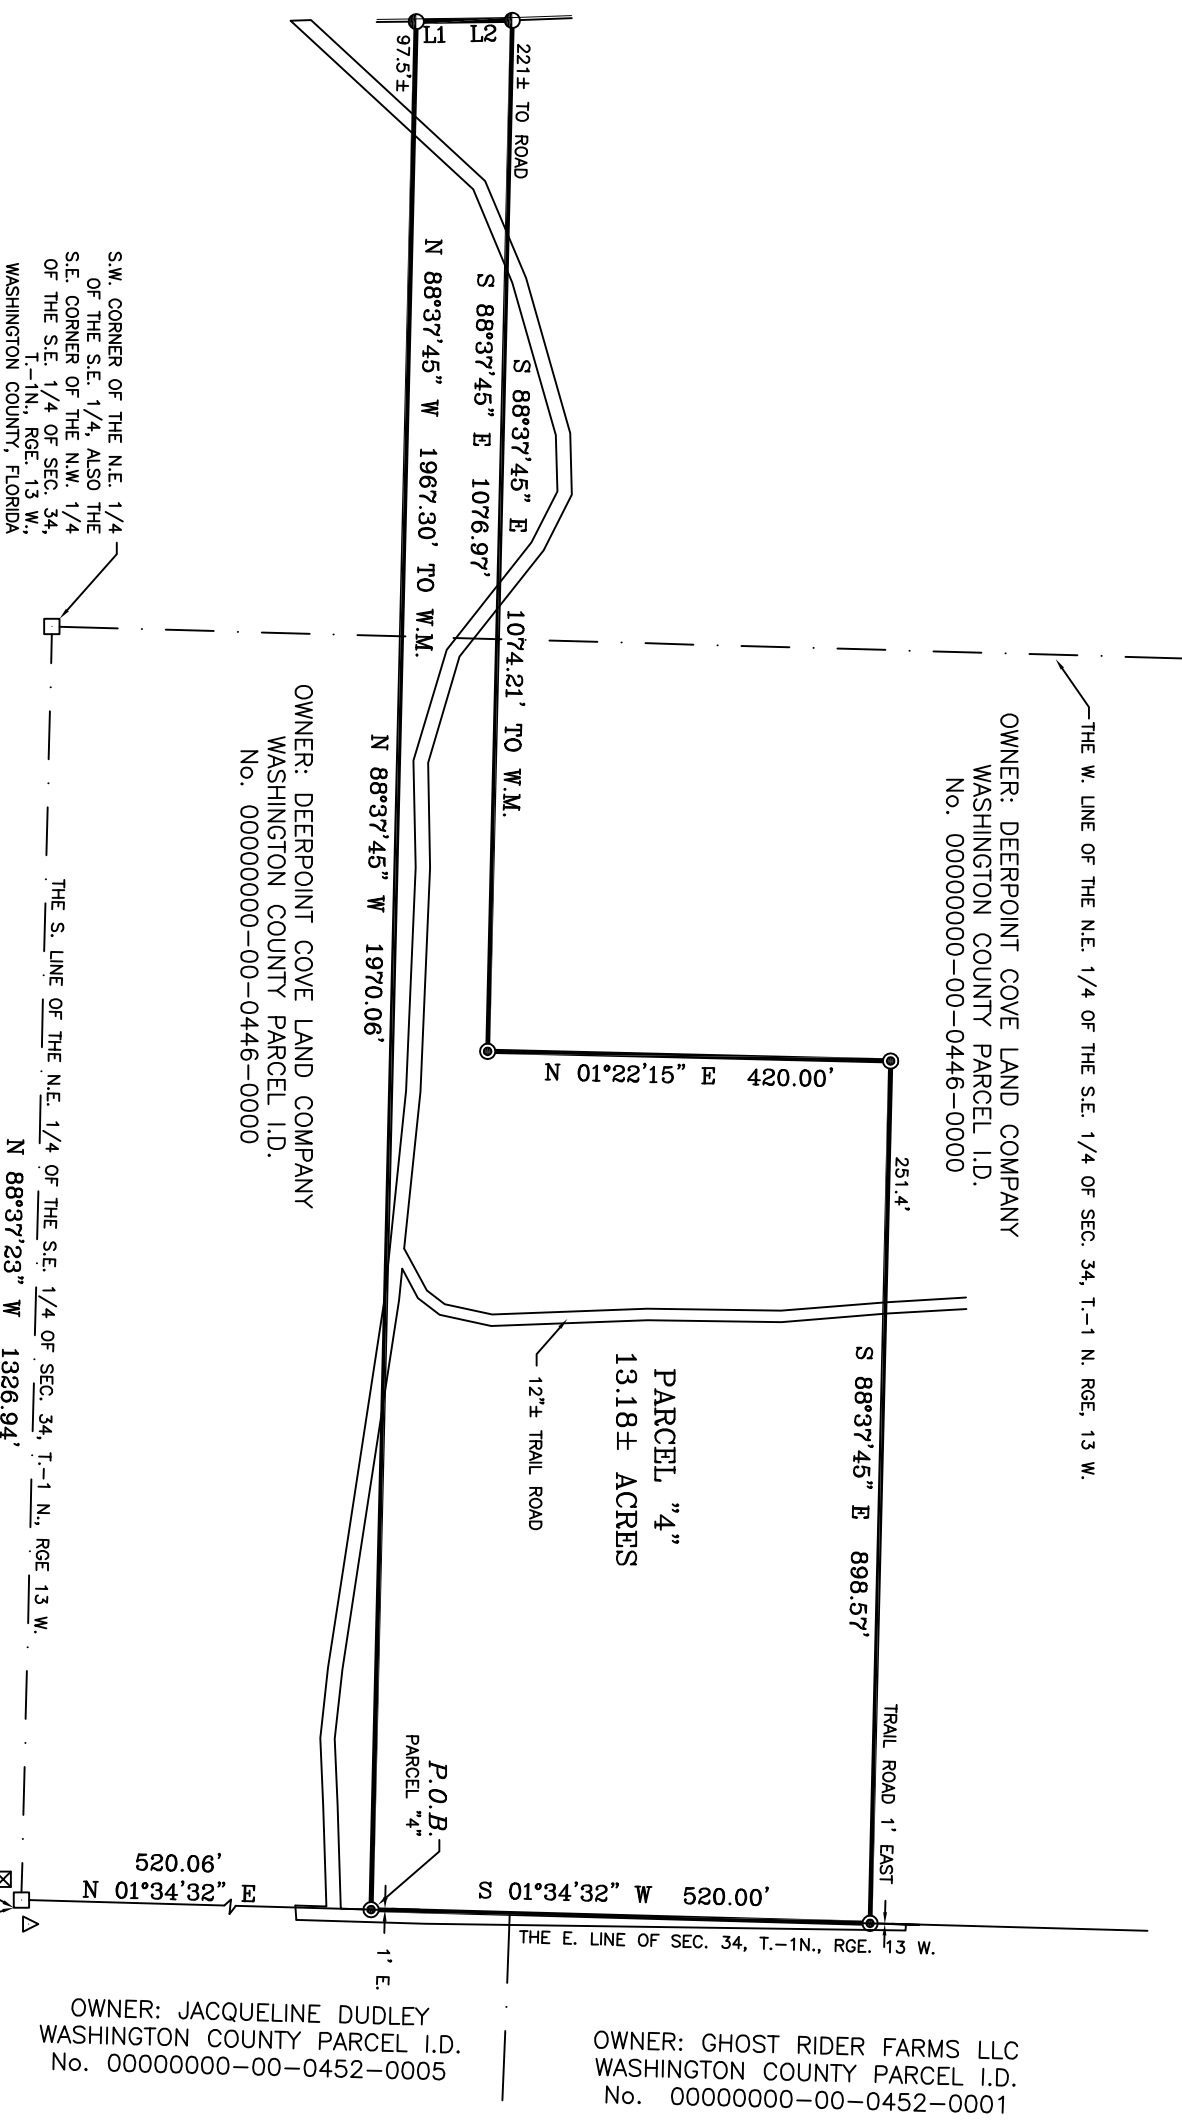 L1
L2
97.5'±
221± TO ROAD
N 88°37'45" W 1967.30' TO W.M.
S 88°37'45" E 1076.97'
S 88°37'45" E 1074.21' TO W.M.
N 88°37'45" W 1970.06'
S.W. CORNER OF THE N.E. 1/4
OF THE S.E. 1/4, ALSO THE
S.E. CORNER OF THE N.W. 1/4
OF THE S.E. 1/4 OF SEC. 34,
T.-1N., RGE. 13 W.,
WASHINGTON COUNTY, FLORIDA
THE W. LINE OF THE N.E. 1/4 OF THE S.E. 1/4 OF SEC. 34, T.-1 N. RGE, 13 W.
OWNER: DEERPOINT COVE LAND COMPANY
WASHINGTON COUNTY PARCEL I.D.
No. 00000000-00-0446-0000
OWNER: DEERPOINT COVE LAND COMPANY
WASHINGTON COUNTY PARCEL I.D.
No. 00000000-00-0446-0000
N 01°22'15" E 420.00'
251.4'
S 88°37'45" E 898.57'
PARCEL "4"
13.18± ACRES
12"± TRAIL ROAD
THE S. LINE OF THE N.E. 1/4 OF THE S.E. 1/4 OF SEC. 34, T.-1 N., RGE 13 W.
N 88°37'23" W 1326.94'
TRAIL ROAD 1' EAST
P.O.B.
PARCEL "4"
520.06'
N 01°34'32" E
S 01°34'32" W 520.00'
THE E. LINE OF SEC. 34, T.-1N., RGE. 13 W.
1' E.
OWNER: JACQUELINE DUDLEY
WASHINGTON COUNTY PARCEL I.D.
No. 00000000-00-0452-0005
OWNER: GHOST RIDER FARMS LLC
WASHINGTON COUNTY PARCEL I.D.
No. 00000000-00-0452-0001